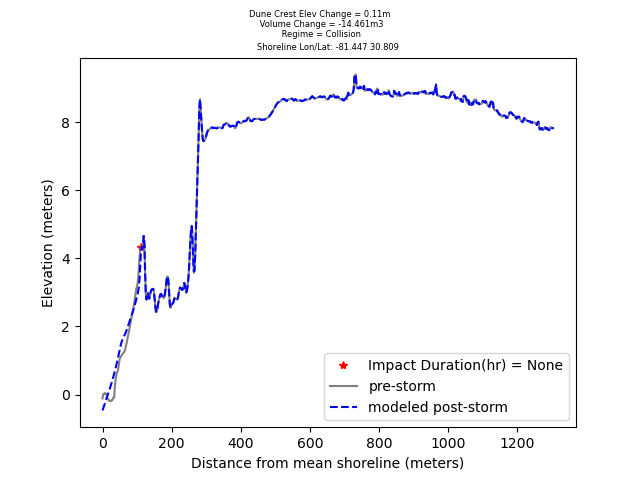 Dune Crest Elev Change = 0.11m
Volume Change = -14.461m3
Regime = Collision
Shoreline Lon/Lat: -81.447 30.809
8
6
4
2
0
Elevation (meters)
Impact Duration(hr) = None
pre-storm
modeled post-storm
0 200 400 600 800 1000 1200
Distance from mean shoreline (meters)